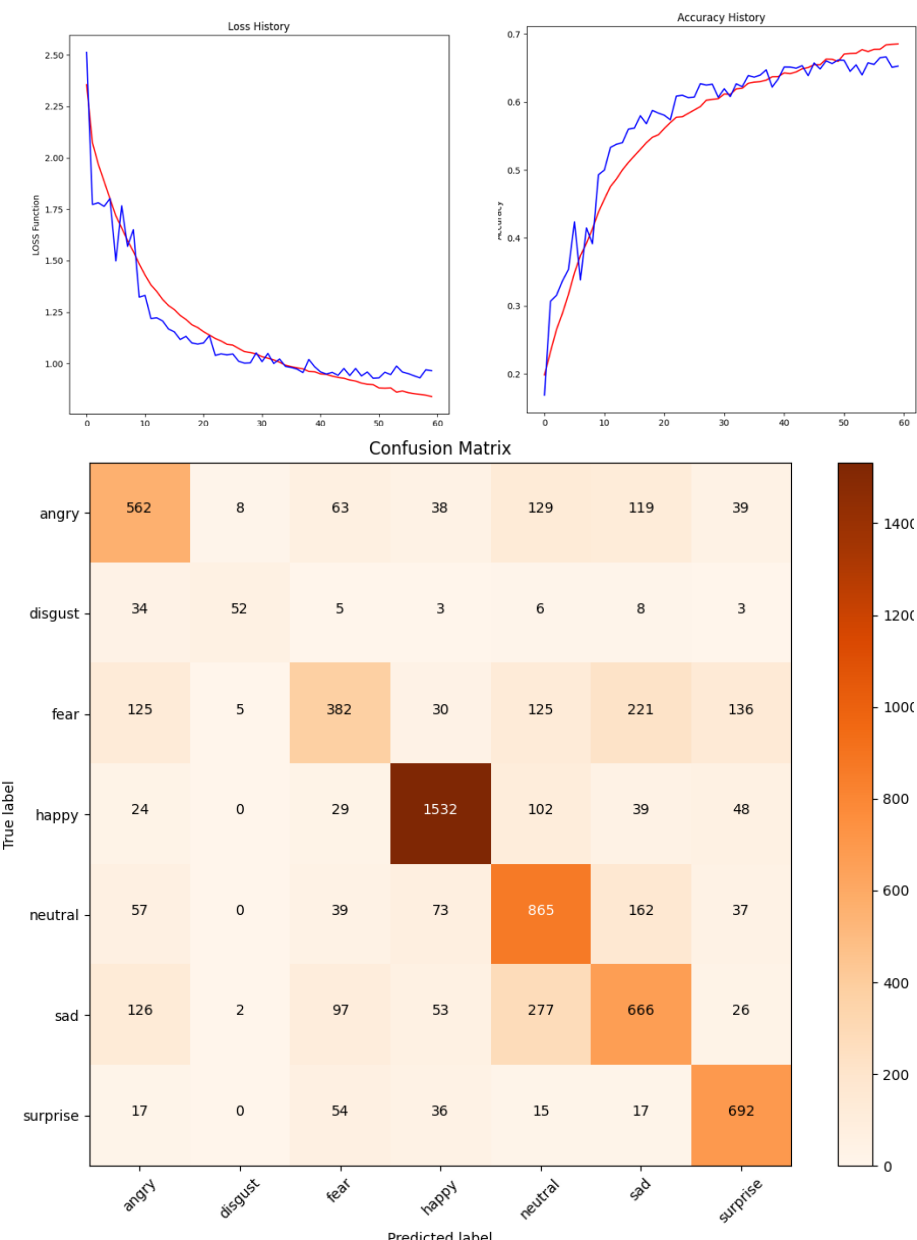 Loss History
2.50
2.25
2.00
1.75
1.50
1.25
1.00
LOSS Function
0 10 20 30 40 50 60
Accuracy History
0.7
0.6
0.5
0.4
0.3
0.2
Accuracy
0 10 20 30 40 50 60
Confusion Matrix
angry 562 8 63 38 129 119 39
disgust 34 52 5 3 6 8 3
fear 125 5 382 30 125 221 136
happy 24 0 29 1532 102 39 48
neutral 57 0 39 73 865 162 37
sad 126 2 97 53 277 666 26
surprise 17 0 54 36 15 17 692
True label
angry disgust fear happy neutral sad surprise
Predicted label
1400
1200
1000
800
600
400
200
0